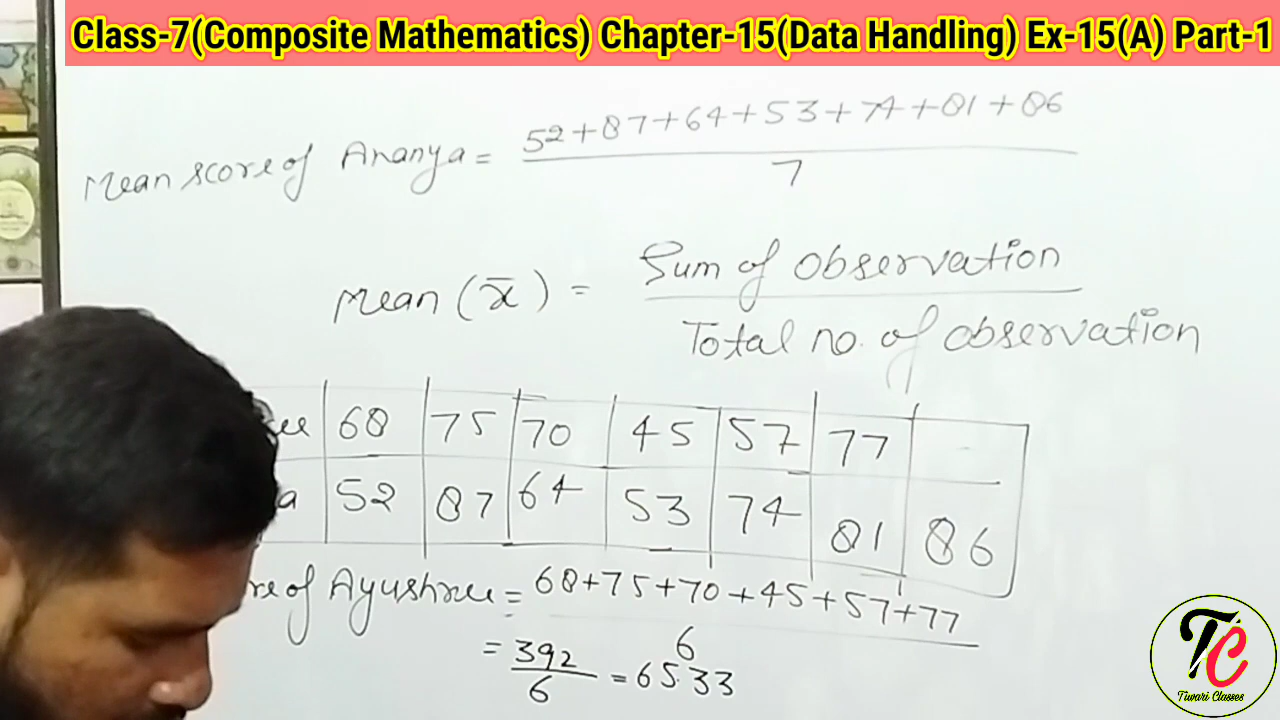 Class-7(Composite Mathematics) Chapter-15(Data Handling) Ex-15(A) Part-1
Mean score of Ananya = 52+87+64+53+74+81+86
7
Mean (x̄) = Sum of observation
Total no. of observation
68 75 70 45 57 77 -
52 87 64 53 74 81 86
of Ayushree = 68+75+70+45+57+77
6
= 392/6 = 65.33
TC
Tiwari Classes